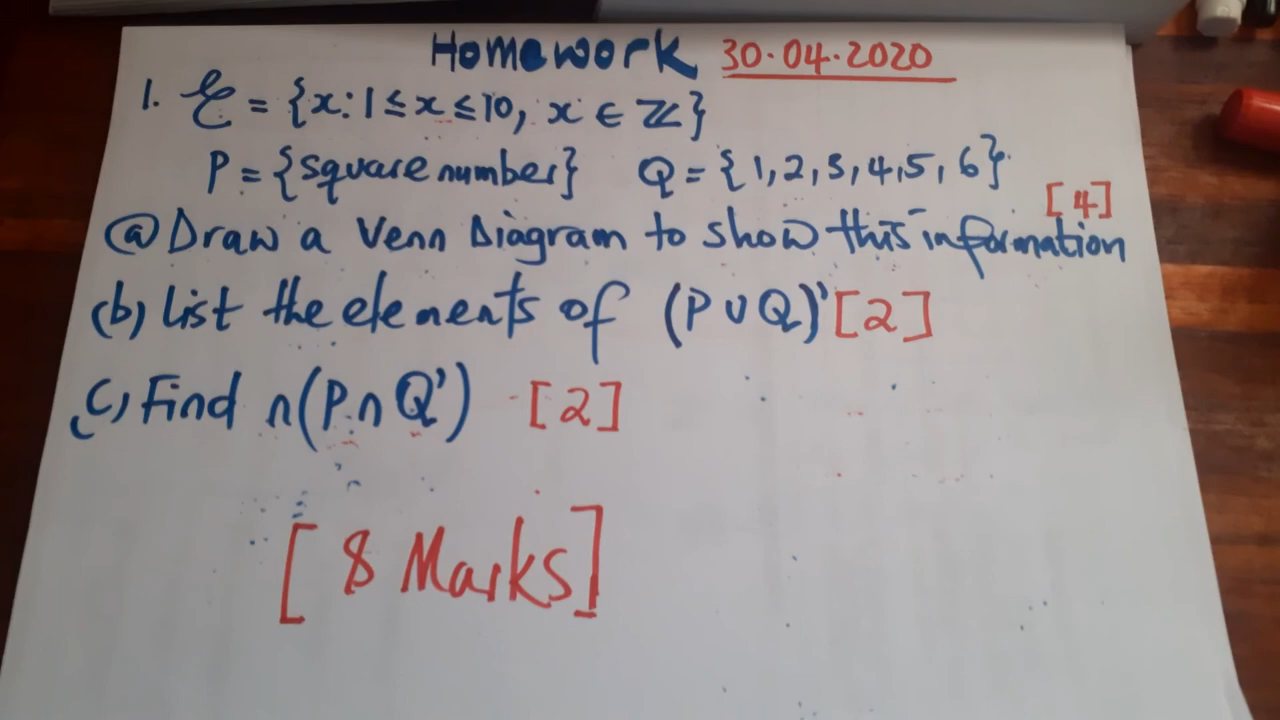 Homework 30.04.2020
1. ℰ = {x: 1 ≤ x ≤ 10, x ∈ ℤ}
P = {square number} Q = {1, 2, 3, 4, 5, 6}
[4]
(a) Draw a Venn Diagram to show this information
(b) List the elements of (P ∪ Q)' [2]
(c) Find n(P ∩ Q') [2]
[8 Marks]